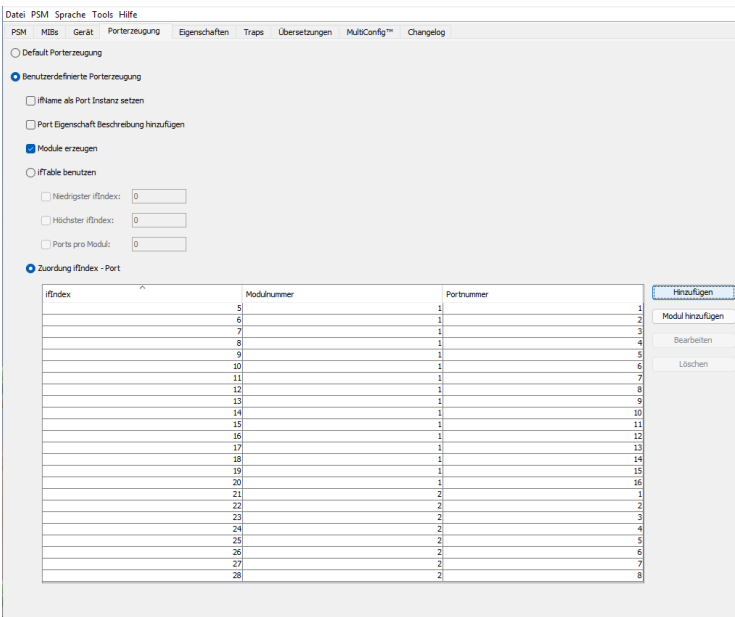 Datei PSM Sprache Tools Hilfe
PSM MIBs Gerät Porterzeugung Eigenschaften Traps Übersetzungen MultiConfig™ Changelog
Default Porterzeugung
Benutzerdefinierte Porterzeugung
ifName als Port Instanz setzen
Port Eigenschaft Beschreibung hinzufügen
Module erzeugen
ifTable benutzen
Niedrigster ifIndex: 0
Höchster ifIndex: 0
Ports pro Modul: 0
Zuordung ifIndex - Port
ifIndex Modulnummer Portnummer Hinzufügen
5 1 1
6 1 2 Modul hinzufügen
7 1 3
8 1 4 Bearbeiten
9 1 5
10 1 6 Löschen
11 1 7
12 1 8
13 1 9
14 1 10
15 1 11
16 1 12
17 1 13
18 1 14
19 1 15
20 1 16
21 2 1
22 2 2
23 2 3
24 2 4
25 2 5
26 2 6
27 2 7
28 2 8